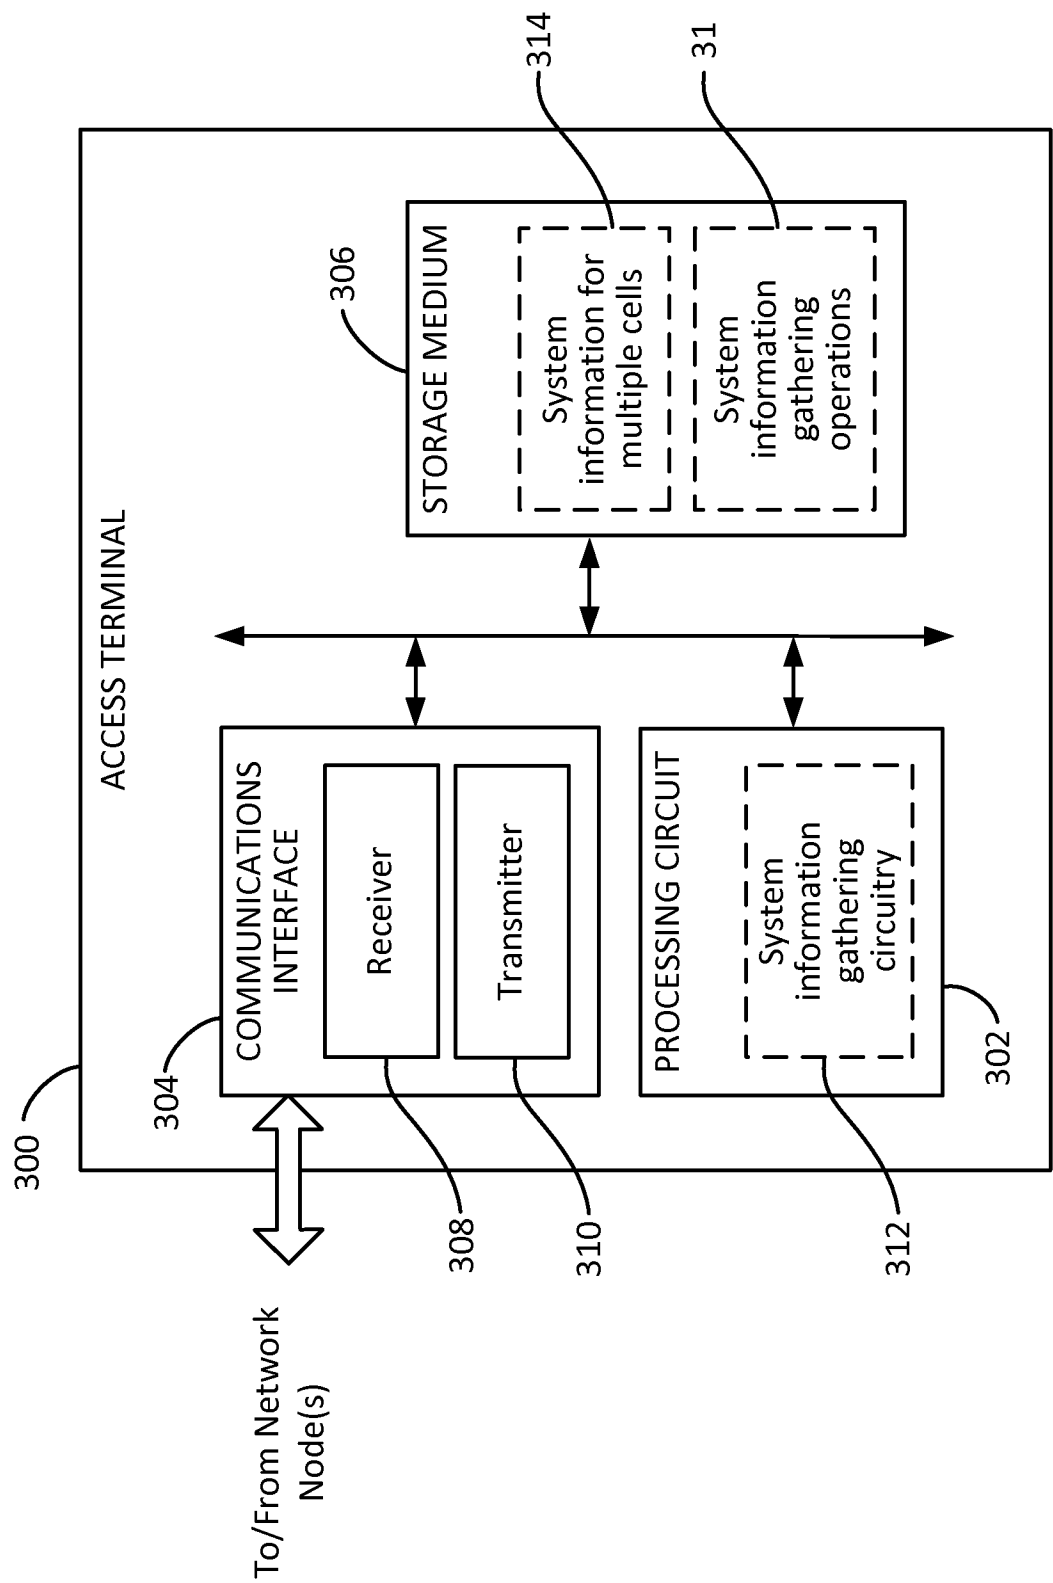 300
ACCESS TERMINAL
304
COMMUNICATIONS
INTERFACE
Receiver
Transmitter
308
310
To/From Network
Node(s)
306
STORAGE MEDIUM
System
information for
multiple cells
314
System
information
gathering
operations
31
PROCESSING CIRCUIT
System
information
gathering
circuitry
312
302